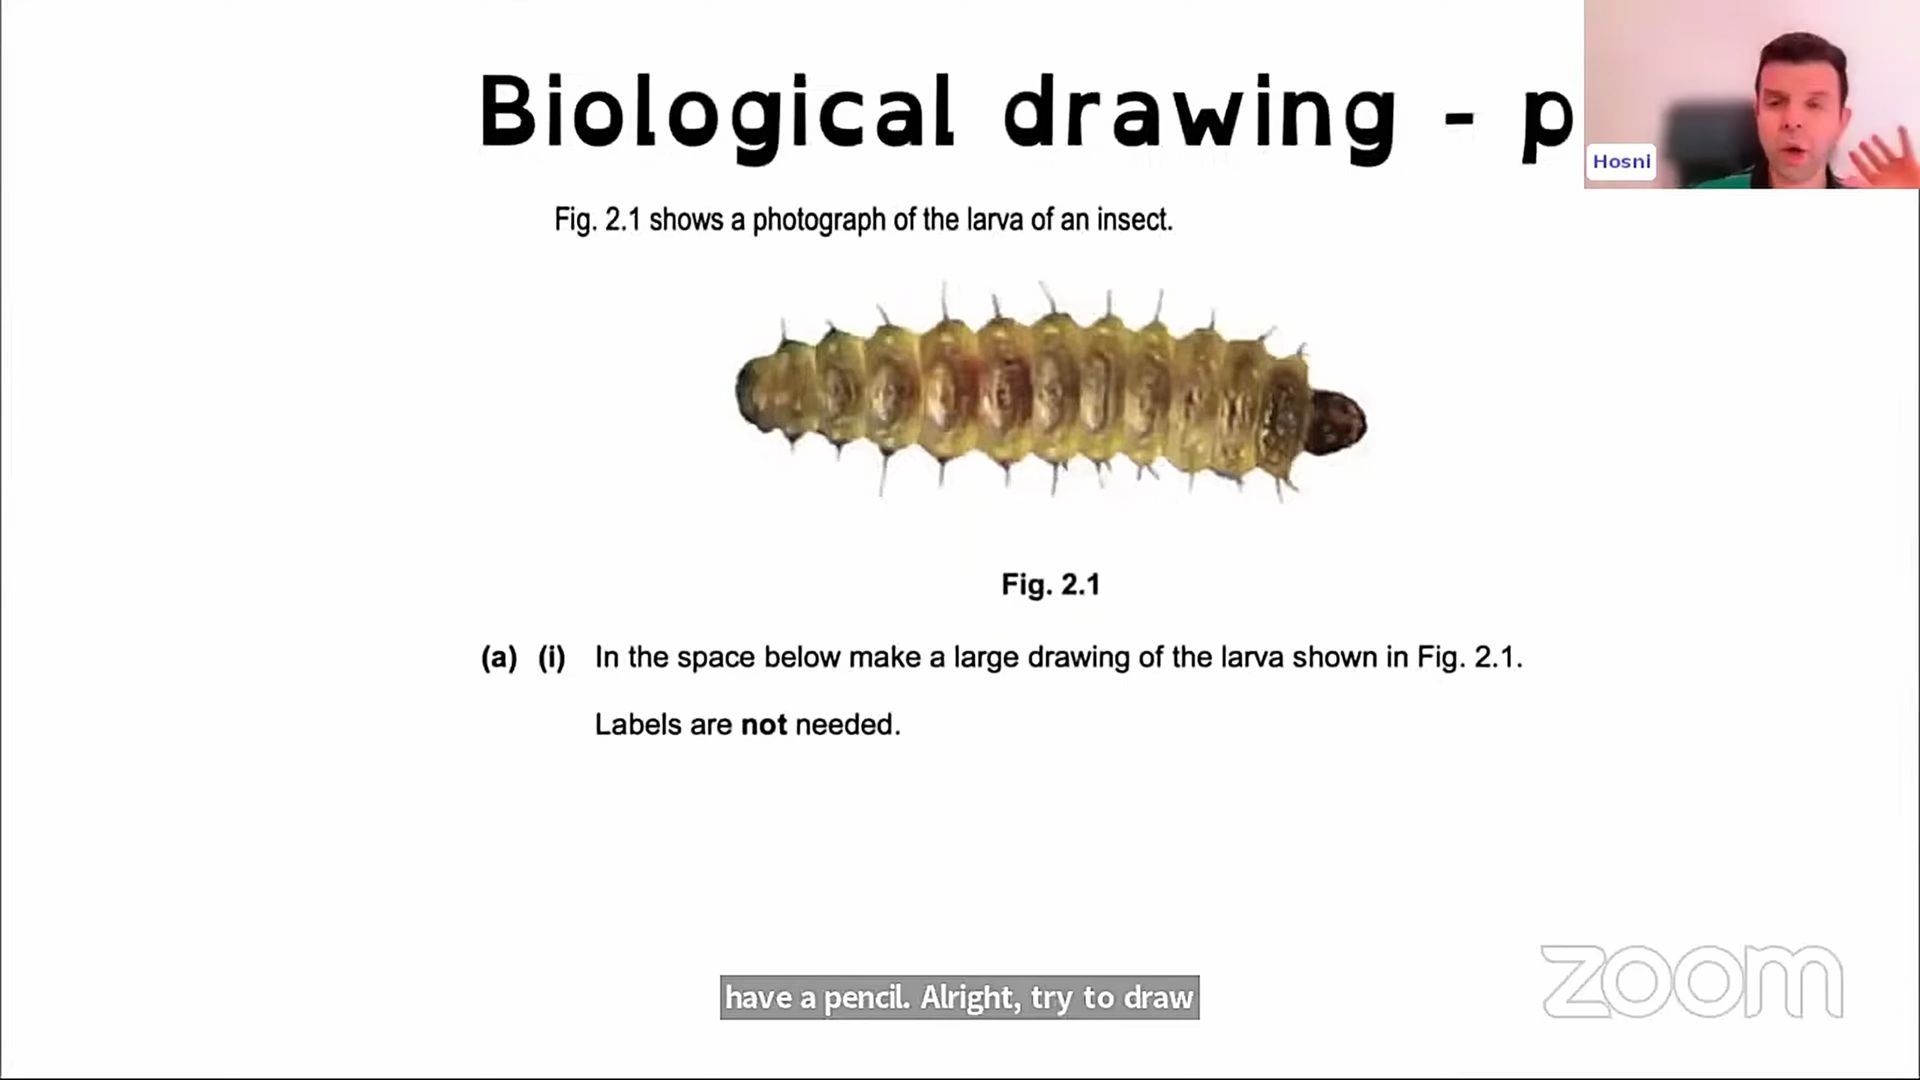 Biological drawing - p
Hosni
Fig. 2.1 shows a photograph of the larva of an insect.
Fig. 2.1
(a) (i) In the space below make a large drawing of the larva shown in Fig. 2.1.
Labels are not needed.
have a pencil. Alright, try to draw
zoom